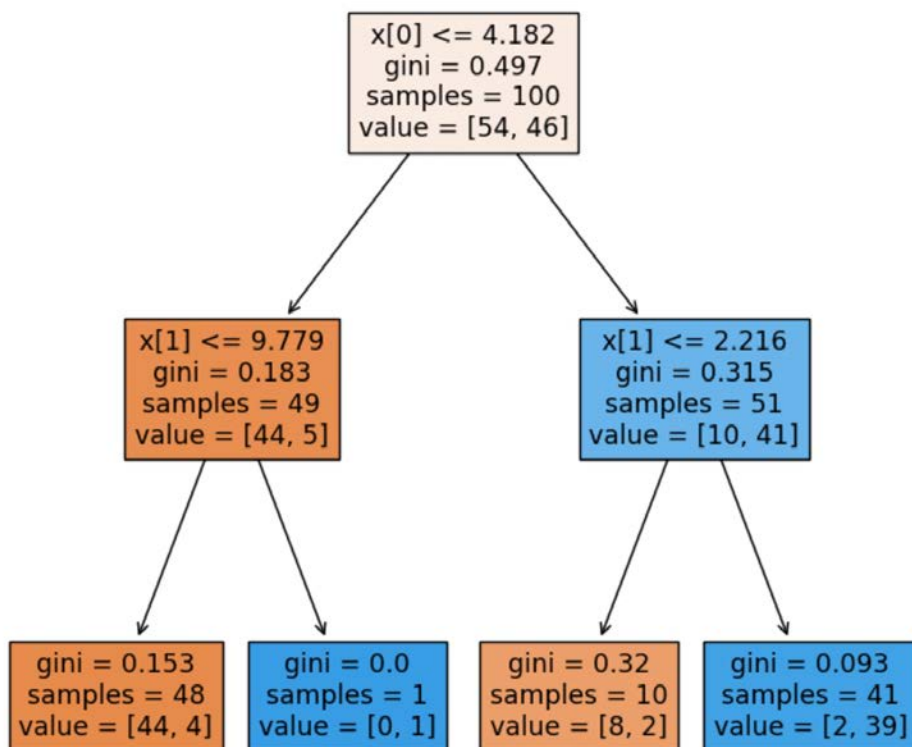 x[0] <= 4.182
gini = 0.497
samples = 100
value = [54, 46]
x[1] <= 9.779
gini = 0.183
samples = 49
value = [44, 5]
x[1] <= 2.216
gini = 0.315
samples = 51
value = [10, 41]
gini = 0.153
samples = 48
value = [44, 4]
gini = 0.0
samples = 1
value = [0, 1]
gini = 0.32
samples = 10
value = [8, 2]
gini = 0.093
samples = 41
value = [2, 39]